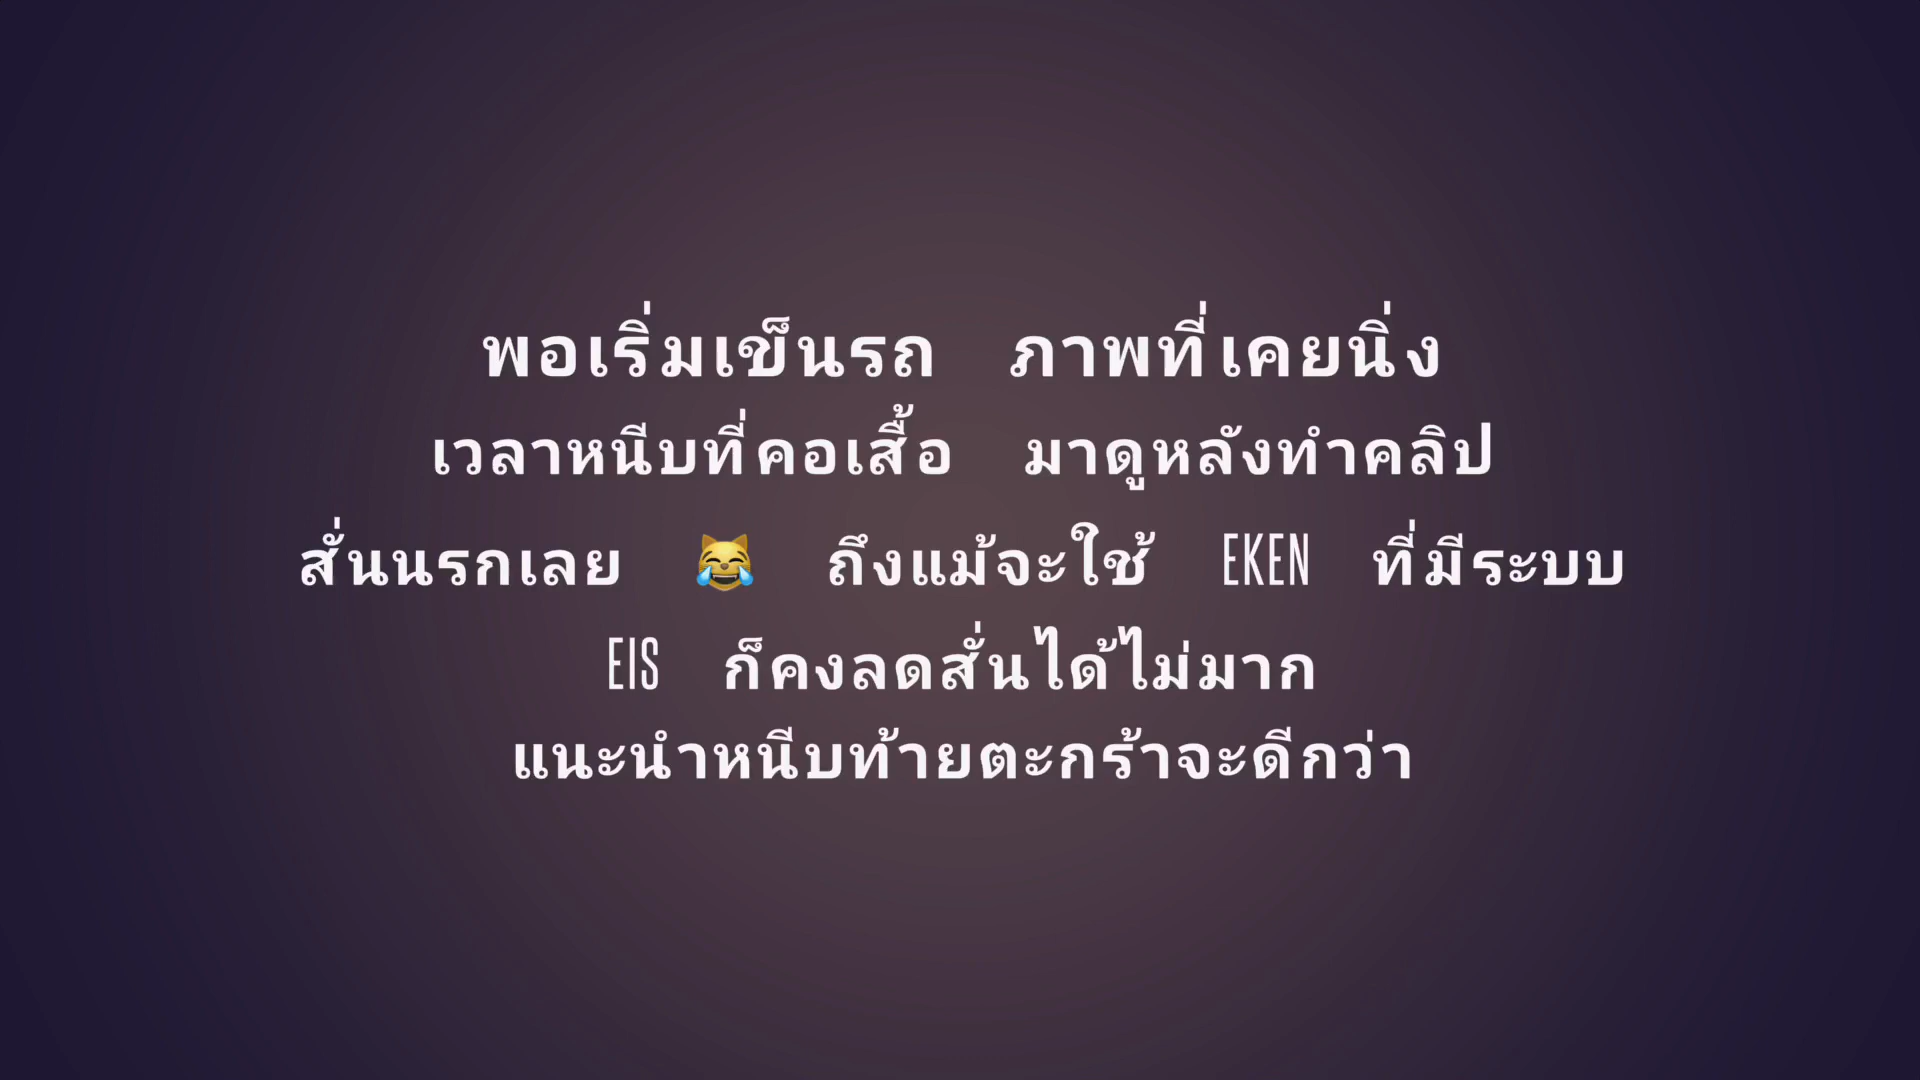 พอเริ่มเข็นรถ ภาพที่เคยนิ่ง
เวลาหนีบที่คอเสื้อ มาดูหลังทำคลิป
สั่นนรกเลย 😹 ถึงแม้จะใช้ EKEN ที่มีระบบ
EIS ก็คงลดสั่นได้ไม่มาก
แนะนำหนีบท้ายตะกร้าจะดีกว่า